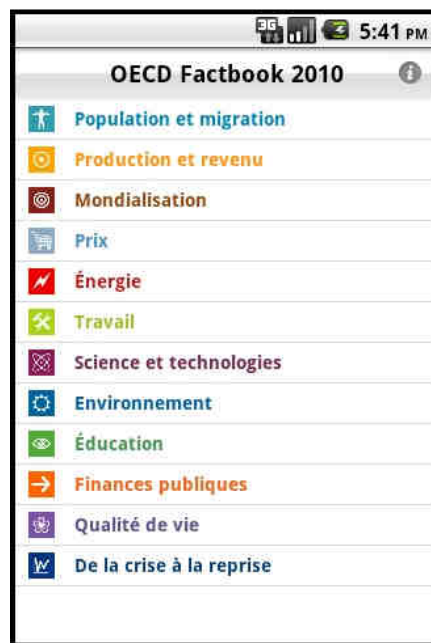 3G 5:41 PM
OECD Factbook 2010
Population et migration
Production et revenu
Mondialisation
Prix
Énergie
Travail
Science et technologies
Environnement
Éducation
Finances publiques
Qualité de vie
De la crise à la reprise